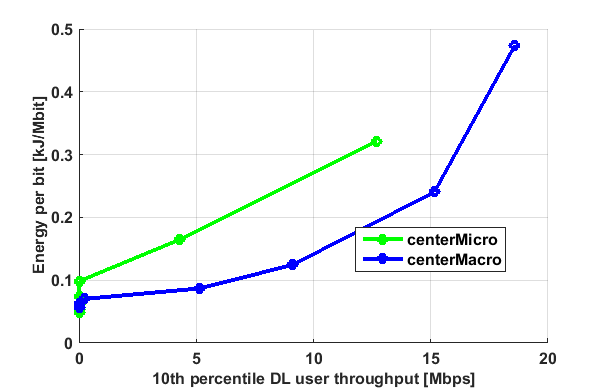 0.5
0.4
0.3
0.2
0.1
0
0 5 10 15 20
Energy per bit [kJ/Mbit]
10th percentile DL user throughput [Mbps]
centerMicro
centerMacro